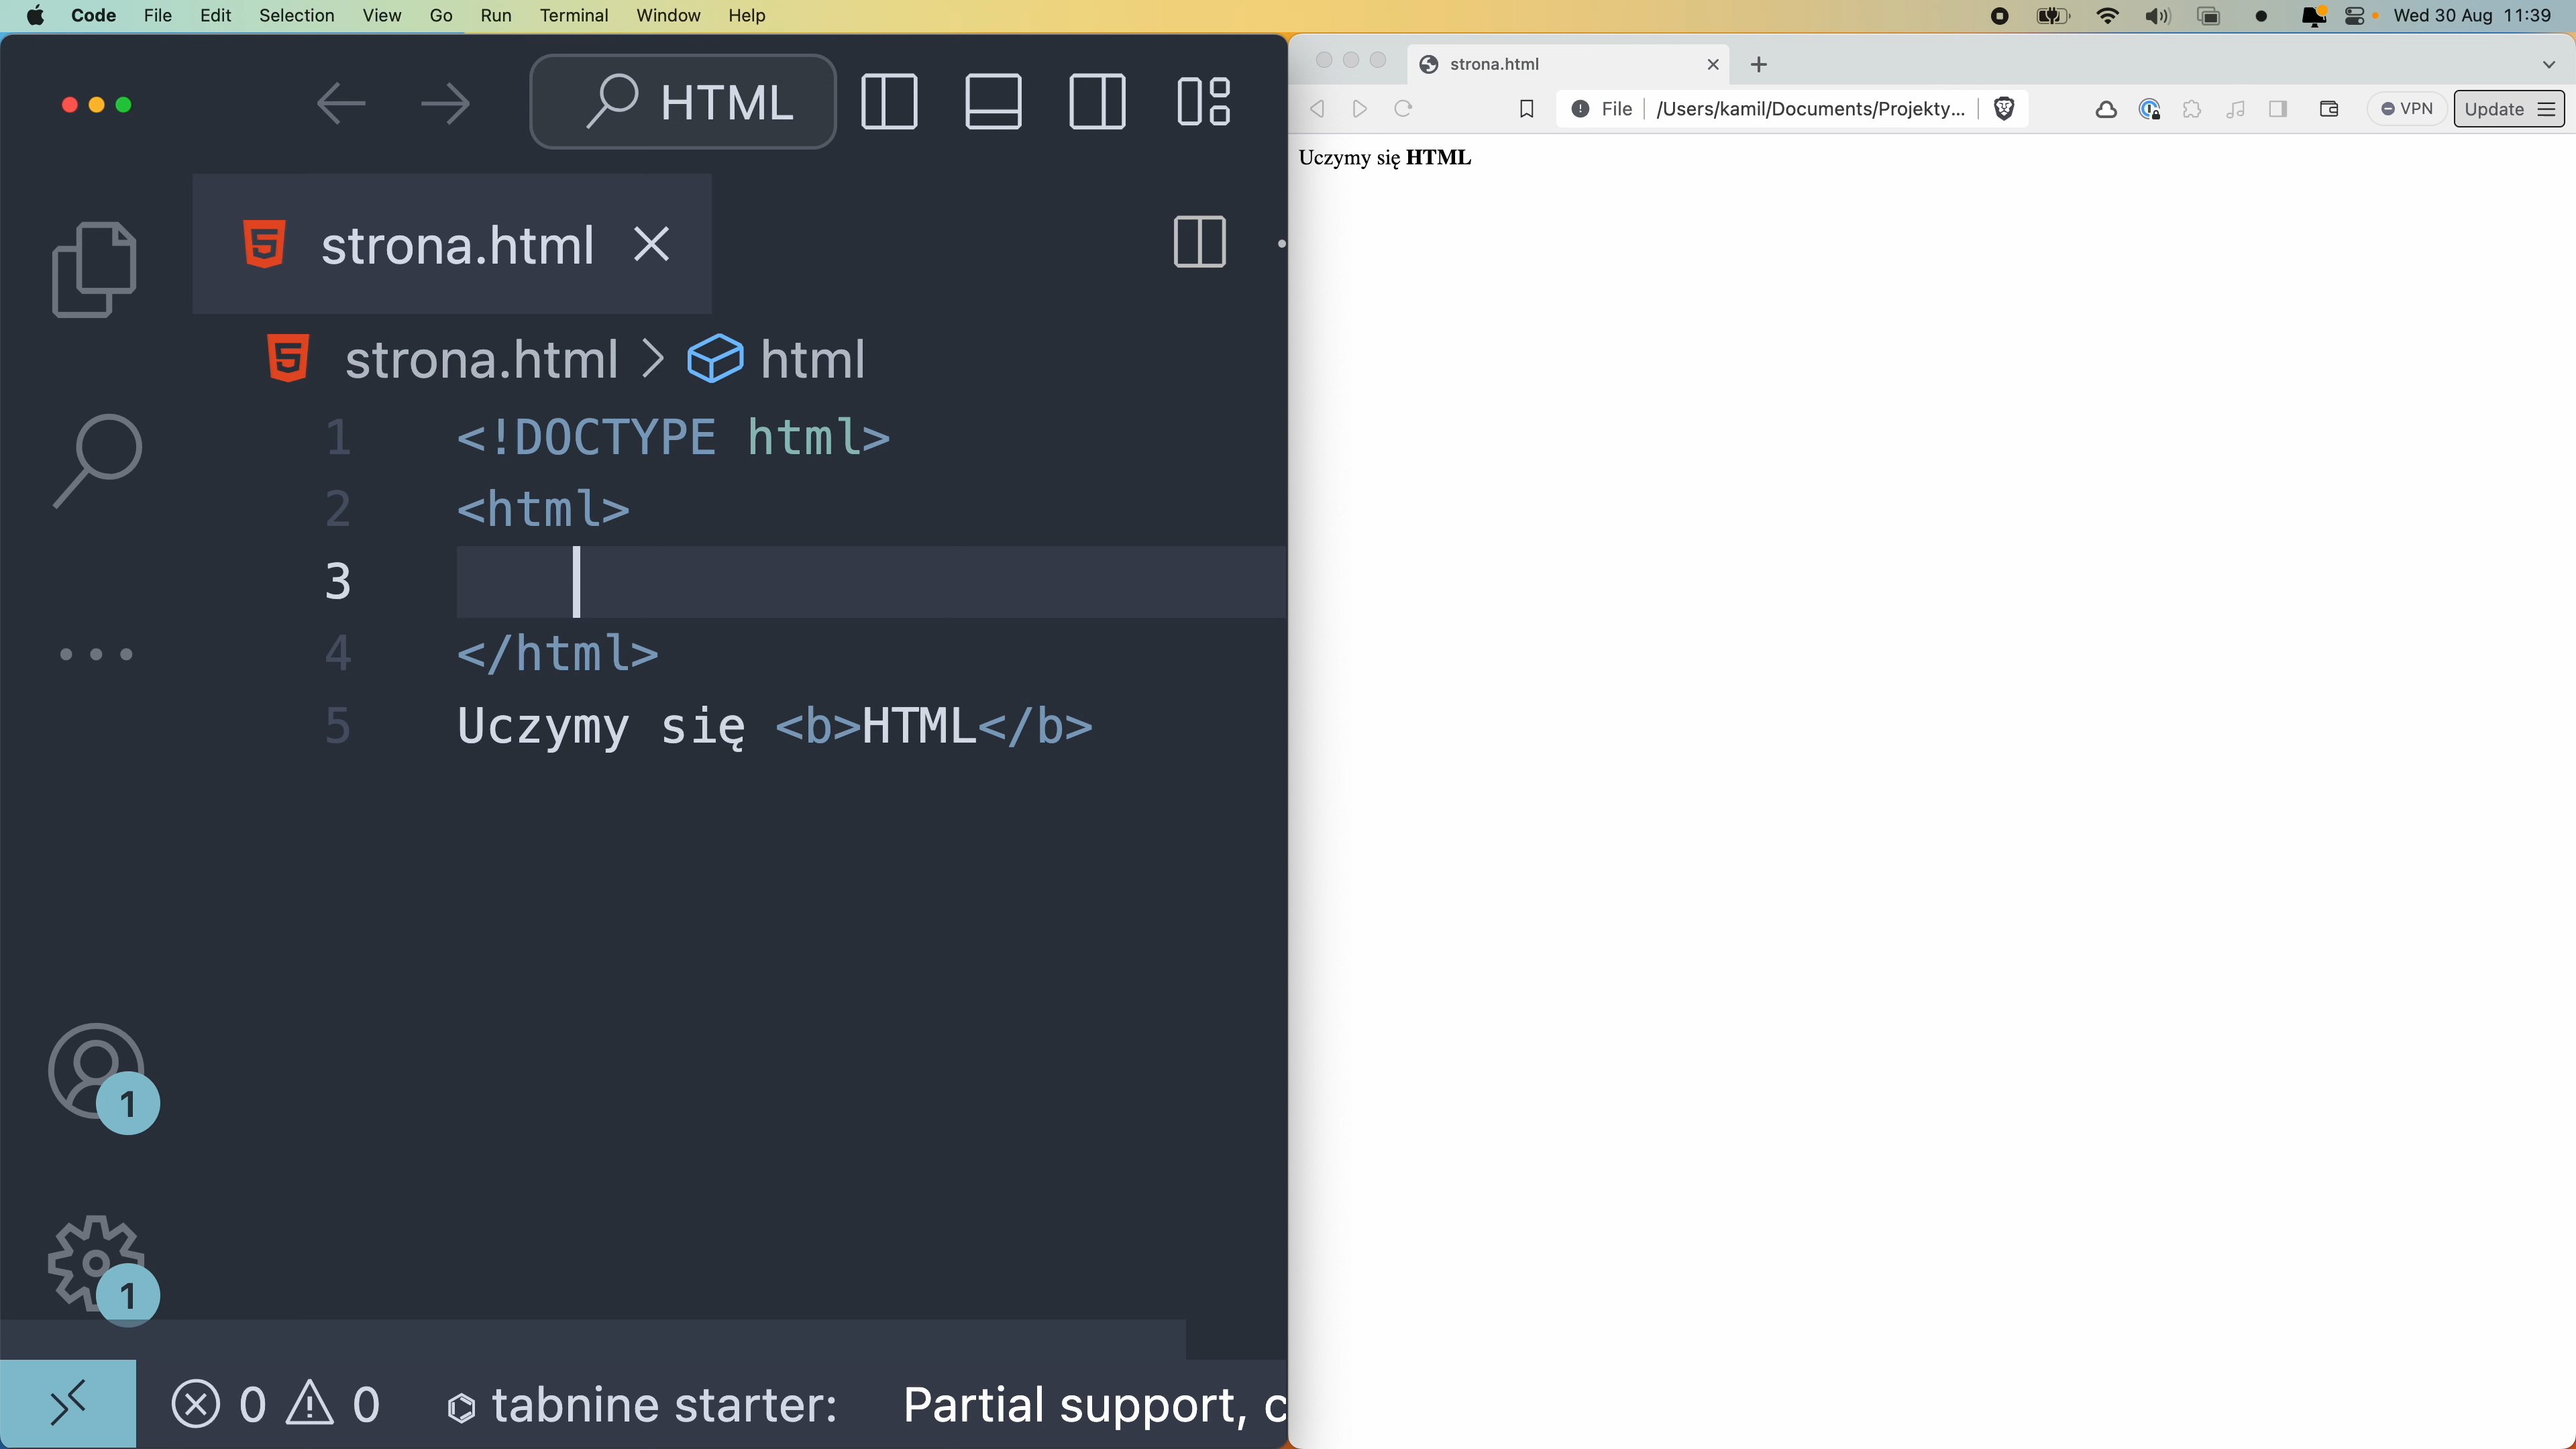 Code File Edit Selection View Go Run Terminal Window Help
Wed 30 Aug 11:39
HTML
strona.html
strona.html > html
1 <!DOCTYPE html>
2 <html>
3
4 </html>
5 Uczymy się <b>HTML</b>
1
1
0 0 tabnine starter: Partial support, c
strona.html
File /Users/kamil/Documents/Projekty... VPN Update
Uczymy się HTML